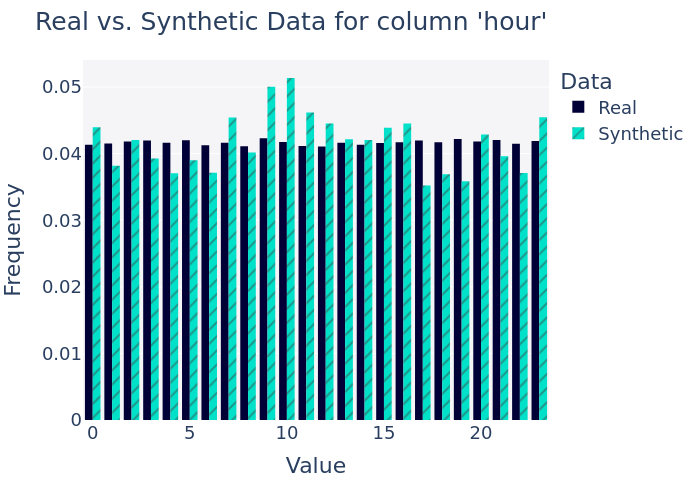 Real vs. Synthetic Data for column 'hour'
Data
Real
Synthetic
0.05
0.04
0.03
0.02
0.01
0
Frequency
0 5 10 15 20
Value